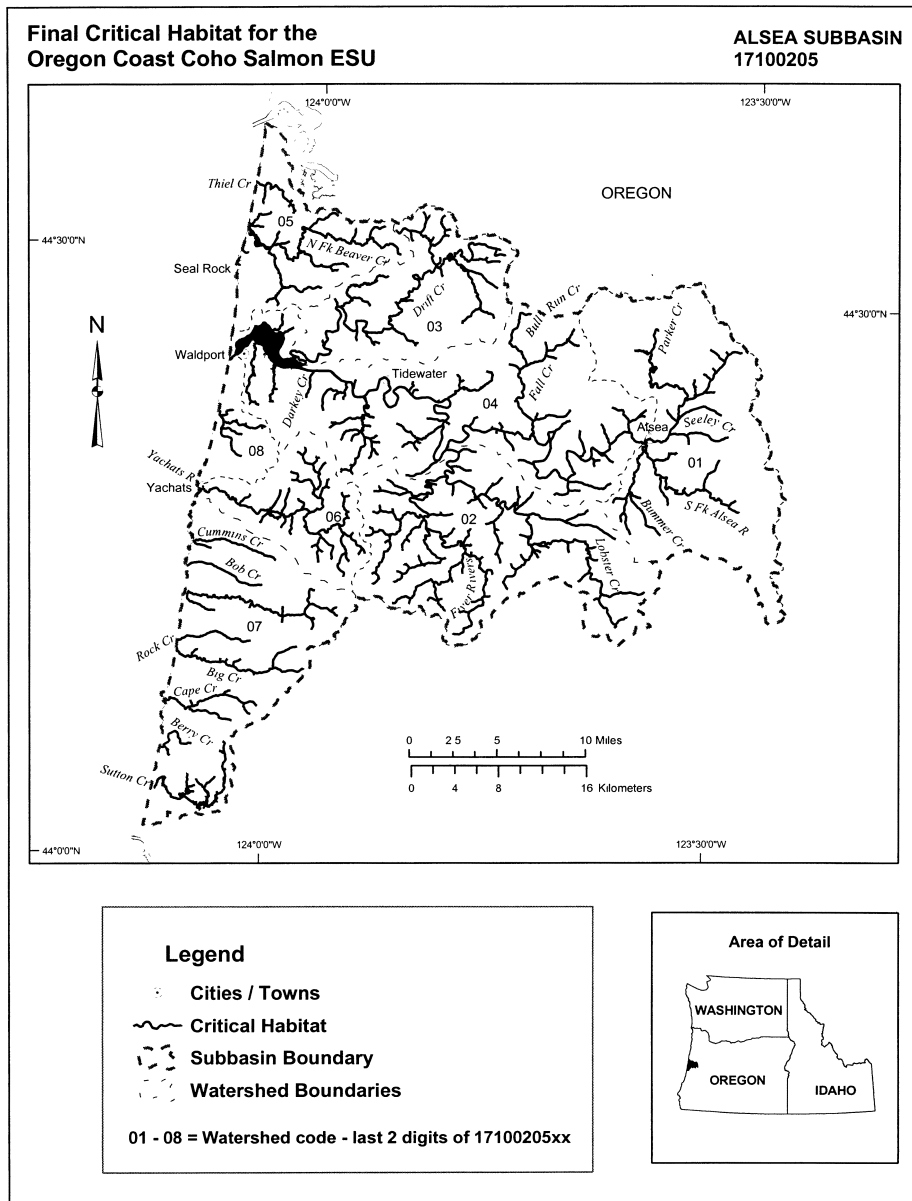 Final Critical Habitat for the
Oregon Coast Coho Salmon ESU
ALSEA SUBBASIN
17100205
124°0'0"W
123°30'0"W
OREGON
Thiel Cr
05
44°30'0"N
N Fk Beaver Cr
Seal Rock
Drift Cr
03
Bull Run Cr
Parker Cr
44°30'0"N
N
Waldport
Tidewater
Darkey Cr
04
Fall Cr
Alsea
Seeley Cr
01
08
Yachats R
Yachats
06
02
S Fk Alsea R
Bummer Cr
Cummins Cr
Bob Cr
Five Rivers
Lobster Cr
07
Rock Cr
Big Cr
Cape Cr
Berry Cr
Sutton Cr
0 2.5 5 10 Miles
0 4 8 16 Kilometers
44°0'0"N
124°0'0"W
123°30'0"W
Legend
Cities / Towns
Critical Habitat
Subbasin Boundary
Watershed Boundaries
01 - 08 = Watershed code - last 2 digits of 17100205xx
Area of Detail
WASHINGTON
OREGON
IDAHO